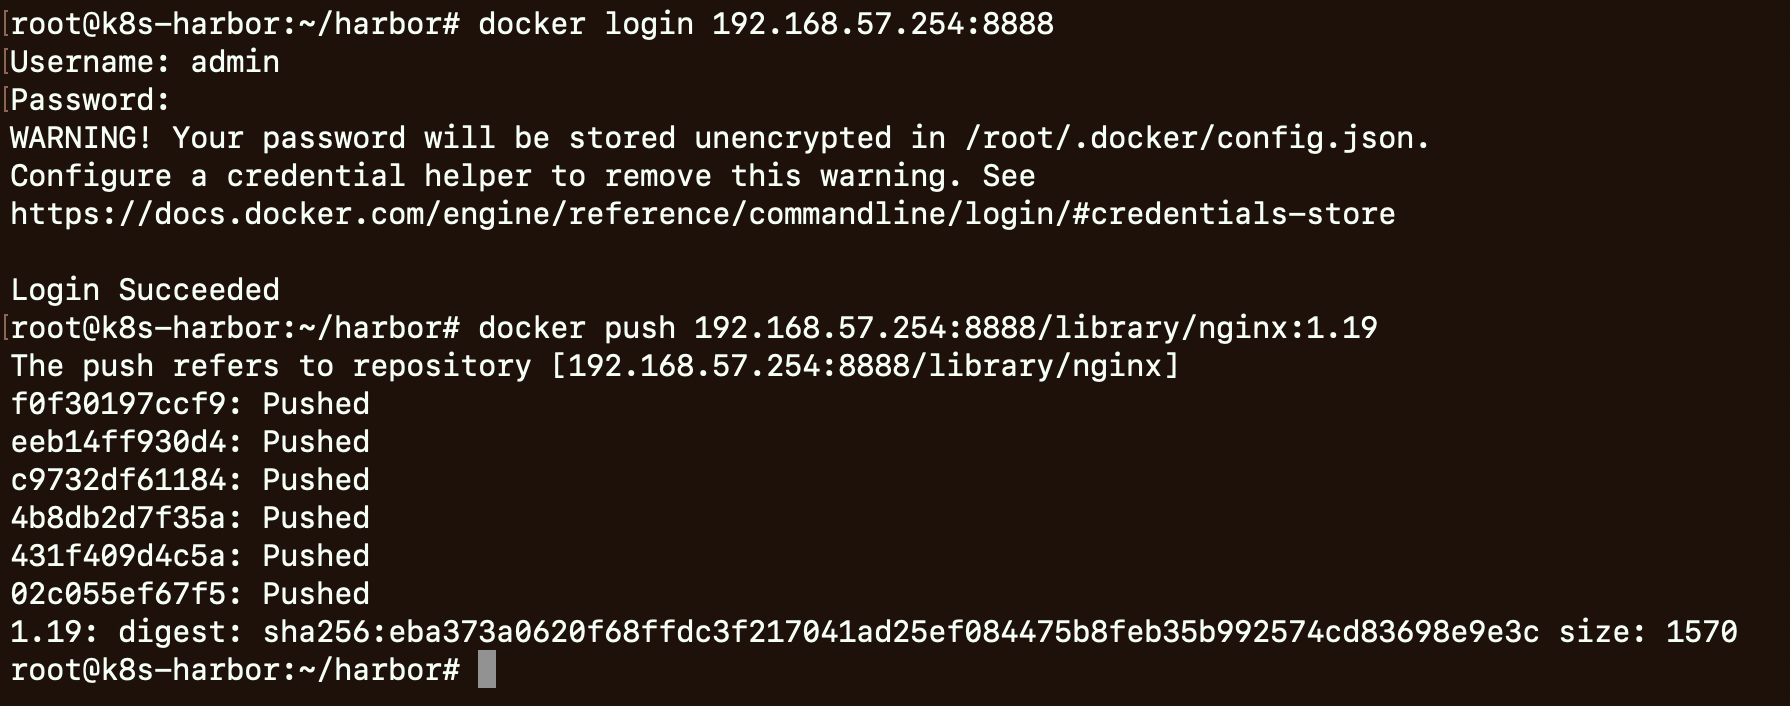 [root@k8s-harbor:~/harbor# docker login 192.168.57.254:8888
[Username: admin
[Password:
WARNING! Your password will be stored unencrypted in /root/.docker/config.json.
Configure a credential helper to remove this warning. See
https://docs.docker.com/engine/reference/commandline/login/#credentials-store

Login Succeeded
[root@k8s-harbor:~/harbor# docker push 192.168.57.254:8888/library/nginx:1.19
The push refers to repository [192.168.57.254:8888/library/nginx]
f0f30197ccf9: Pushed
eeb14ff930d4: Pushed
c9732df61184: Pushed
4b8db2d7f35a: Pushed
431f409d4c5a: Pushed
02c055ef67f5: Pushed
1.19: digest: sha256:eba373a0620f68ffdc3f217041ad25ef084475b8feb35b992574cd83698e9e3c size: 1570
root@k8s-harbor:~/harbor#